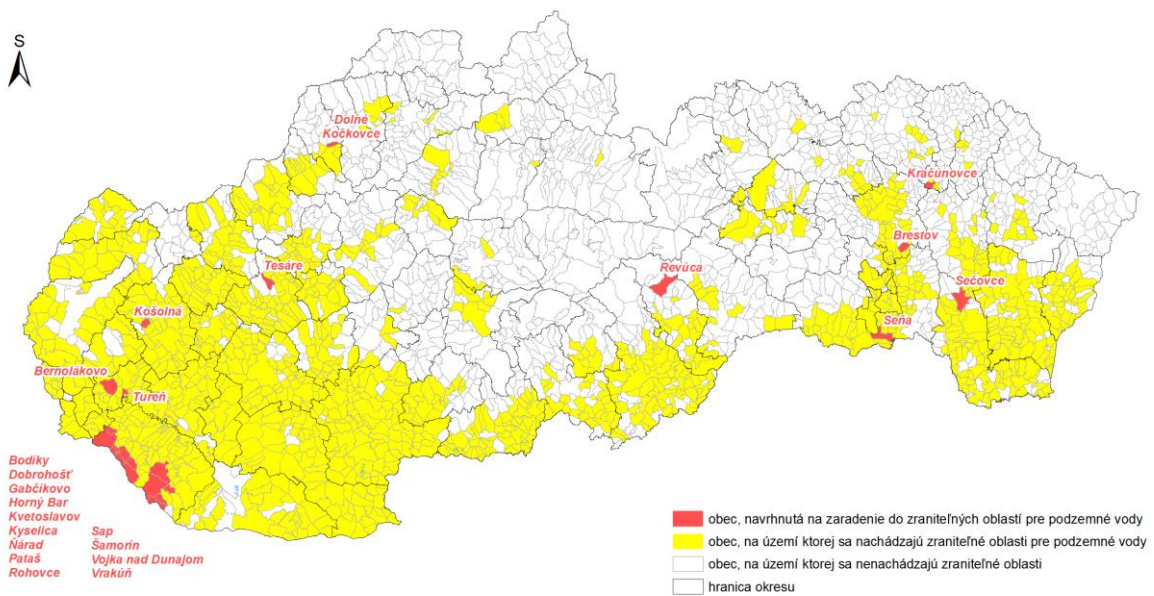 S
Dolné
Kočkovce
Kračúnovce
Brestov
Tesáre
Revúca
Sečovce
Košolná
Seňa
Bernolákovo
Tureň
Bodíky
Dobrohošť
Gabčíkovo
Horný Bar
Kvetoslavov
Kyselica
Ňárad
Pataš
Rohovce
Sap
Šamorín
Vojka nad Dunajom
Vrakúň
obec, navrhnutá na zaradenie do zraniteľných oblastí pre podzemné vody
obec, na území ktorej sa nachádzajú zraniteľné oblasti pre podzemné vody
obec, na území ktorej sa nenachádzajú zraniteľné oblasti
hranica okresu